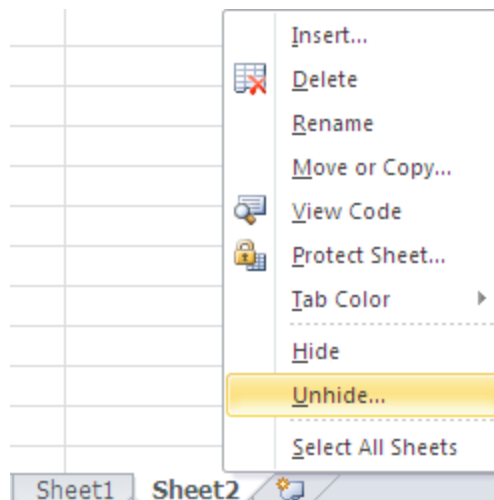 Insert...
Delete
Rename
Move or Copy...
View Code
Protect Sheet...
Tab Color
Hide
Unhide...
Select All Sheets
Sheet1 Sheet2